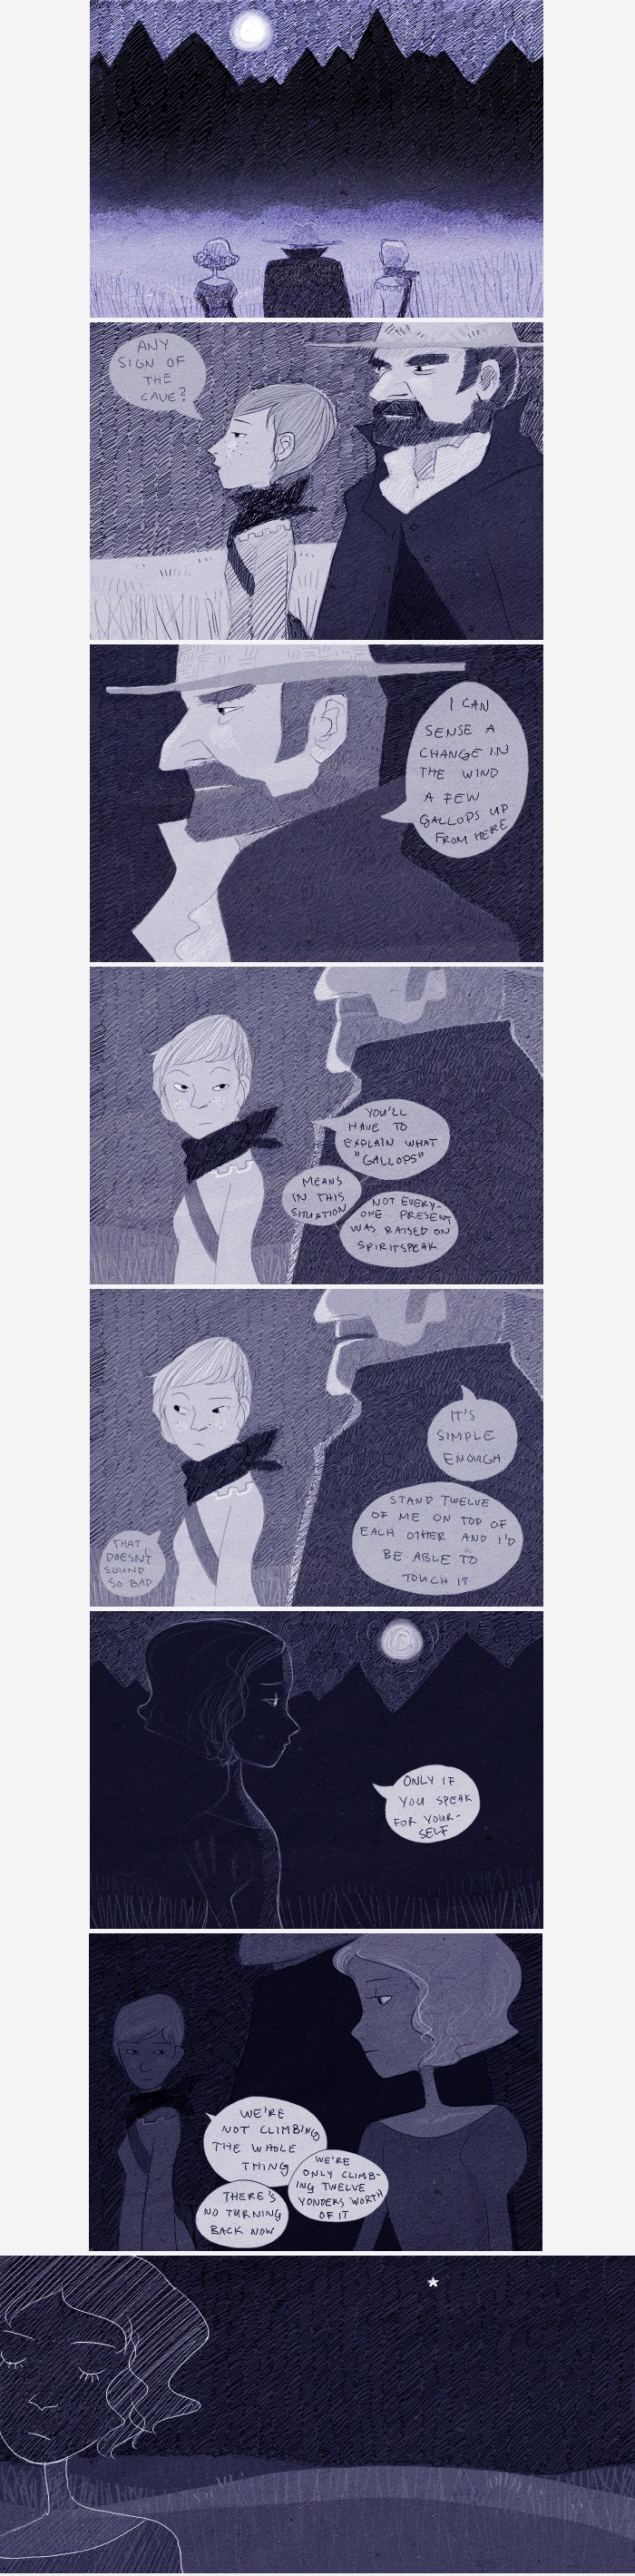 ANY
SIGN OF
THE
CAVE?
I CAN
SENSE A
CHANGE IN
THE WIND
A FEW
GALLOPS UP
FROM HERE
YOU'LL
HAVE TO
EXPLAIN WHAT
"GALLOPS"
MEANS
IN THIS
SITUATION
NOT EVERY-
ONE PRESENT
WAS RAISED ON
SPIRITSPEAK
IT'S
SIMPLE
ENOUGH
STAND TWELVE
OF ME ON TOP OF
EACH OTHER AND I'D
BE ABLE TO
TOUCH IT
THAT
DOESN'T
SOUND
SO BAD
ONLY IF
YOU SPEAK
FOR YOUR-
SELF
WE'RE
NOT CLIMBING
THE WHOLE
THING
WE'RE
ONLY CLIMB-
ING TWELVE
YONDERS WORTH
OF IT
THERE'S
NO TURNING
BACK NOW